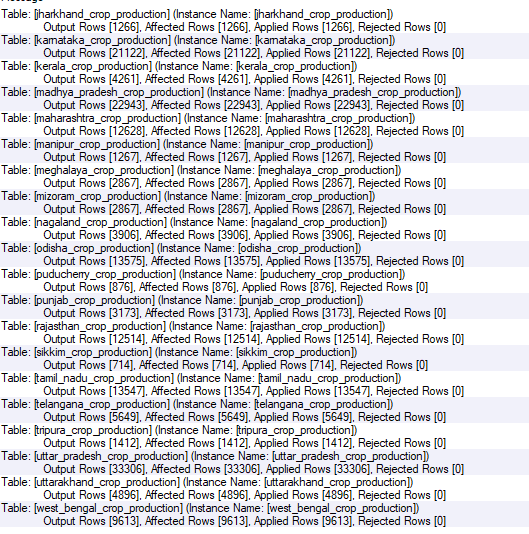 Table: [jharkhand_crop_production] (Instance Name: [jharkhand_crop_production])
Output Rows [1266], Affected Rows [1266], Applied Rows [1266], Rejected Rows [0]
Table: [karnataka_crop_production] (Instance Name: [karnataka_crop_production])
Output Rows [21122], Affected Rows [21122], Applied Rows [21122], Rejected Rows [0]
Table: [kerala_crop_production] (Instance Name: [kerala_crop_production])
Output Rows [4261], Affected Rows [4261], Applied Rows [4261], Rejected Rows [0]
Table: [madhya_pradesh_crop_production] (Instance Name: [madhya_pradesh_crop_production])
Output Rows [22943], Affected Rows [22943], Applied Rows [22943], Rejected Rows [0]
Table: [maharashtra_crop_production] (Instance Name: [maharashtra_crop_production])
Output Rows [12628], Affected Rows [12628], Applied Rows [12628], Rejected Rows [0]
Table: [manipur_crop_production] (Instance Name: [manipur_crop_production])
Output Rows [1267], Affected Rows [1267], Applied Rows [1267], Rejected Rows [0]
Table: [meghalaya_crop_production] (Instance Name: [meghalaya_crop_production])
Output Rows [2867], Affected Rows [2867], Applied Rows [2867], Rejected Rows [0]
Table: [mizoram_crop_production] (Instance Name: [mizoram_crop_production])
Output Rows [2867], Affected Rows [2867], Applied Rows [2867], Rejected Rows [0]
Table: [nagaland_crop_production] (Instance Name: [nagaland_crop_production])
Output Rows [3906], Affected Rows [3906], Applied Rows [3906], Rejected Rows [0]
Table: [odisha_crop_production] (Instance Name: [odisha_crop_production])
Output Rows [13575], Affected Rows [13575], Applied Rows [13575], Rejected Rows [0]
Table: [puducherry_crop_production] (Instance Name: [puducherry_crop_production])
Output Rows [876], Affected Rows [876], Applied Rows [876], Rejected Rows [0]
Table: [punjab_crop_production] (Instance Name: [punjab_crop_production])
Output Rows [3173], Affected Rows [3173], Applied Rows [3173], Rejected Rows [0]
Table: [rajasthan_crop_production] (Instance Name: [rajasthan_crop_production])
Output Rows [12514], Affected Rows [12514], Applied Rows [12514], Rejected Rows [0]
Table: [sikkim_crop_production] (Instance Name: [sikkim_crop_production])
Output Rows [714], Affected Rows [714], Applied Rows [714], Rejected Rows [0]
Table: [tamil_nadu_crop_production] (Instance Name: [tamil_nadu_crop_production])
Output Rows [13547], Affected Rows [13547], Applied Rows [13547], Rejected Rows [0]
Table: [telangana_crop_production] (Instance Name: [telangana_crop_production])
Output Rows [5649], Affected Rows [5649], Applied Rows [5649], Rejected Rows [0]
Table: [tripura_crop_production] (Instance Name: [tripura_crop_production])
Output Rows [1412], Affected Rows [1412], Applied Rows [1412], Rejected Rows [0]
Table: [uttar_pradesh_crop_production] (Instance Name: [uttar_pradesh_crop_production])
Output Rows [33306], Affected Rows [33306], Applied Rows [33306], Rejected Rows [0]
Table: [uttarakhand_crop_production] (Instance Name: [uttarakhand_crop_production])
Output Rows [4896], Affected Rows [4896], Applied Rows [4896], Rejected Rows [0]
Table: [west_bengal_crop_production] (Instance Name: [west_bengal_crop_production])
Output Rows [9613], Affected Rows [9613], Applied Rows [9613], Rejected Rows [0]